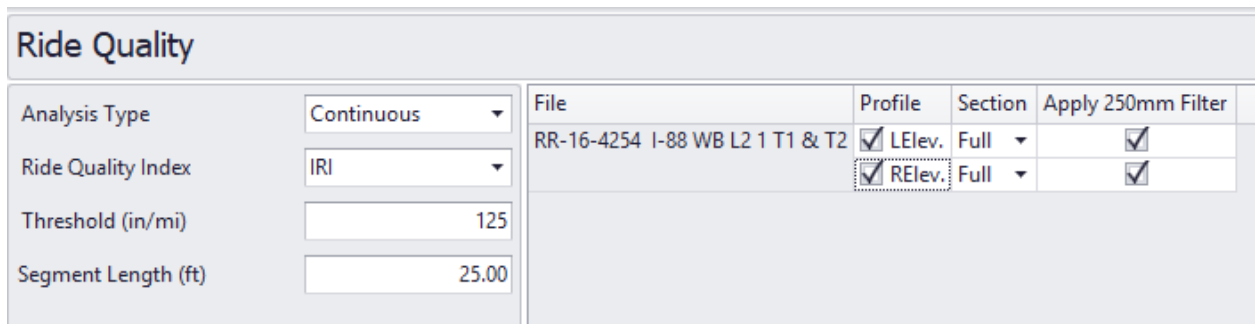 Ride Quality
Analysis Type Continuous
Ride Quality Index IRI
Threshold (in/mi) 125
Segment Length (ft) 25.00
File Profile Section Apply 250mm Filter
RR-16-4254 I-88 WB L2 1 T1 & T2 LElev. Full
RElev. Full